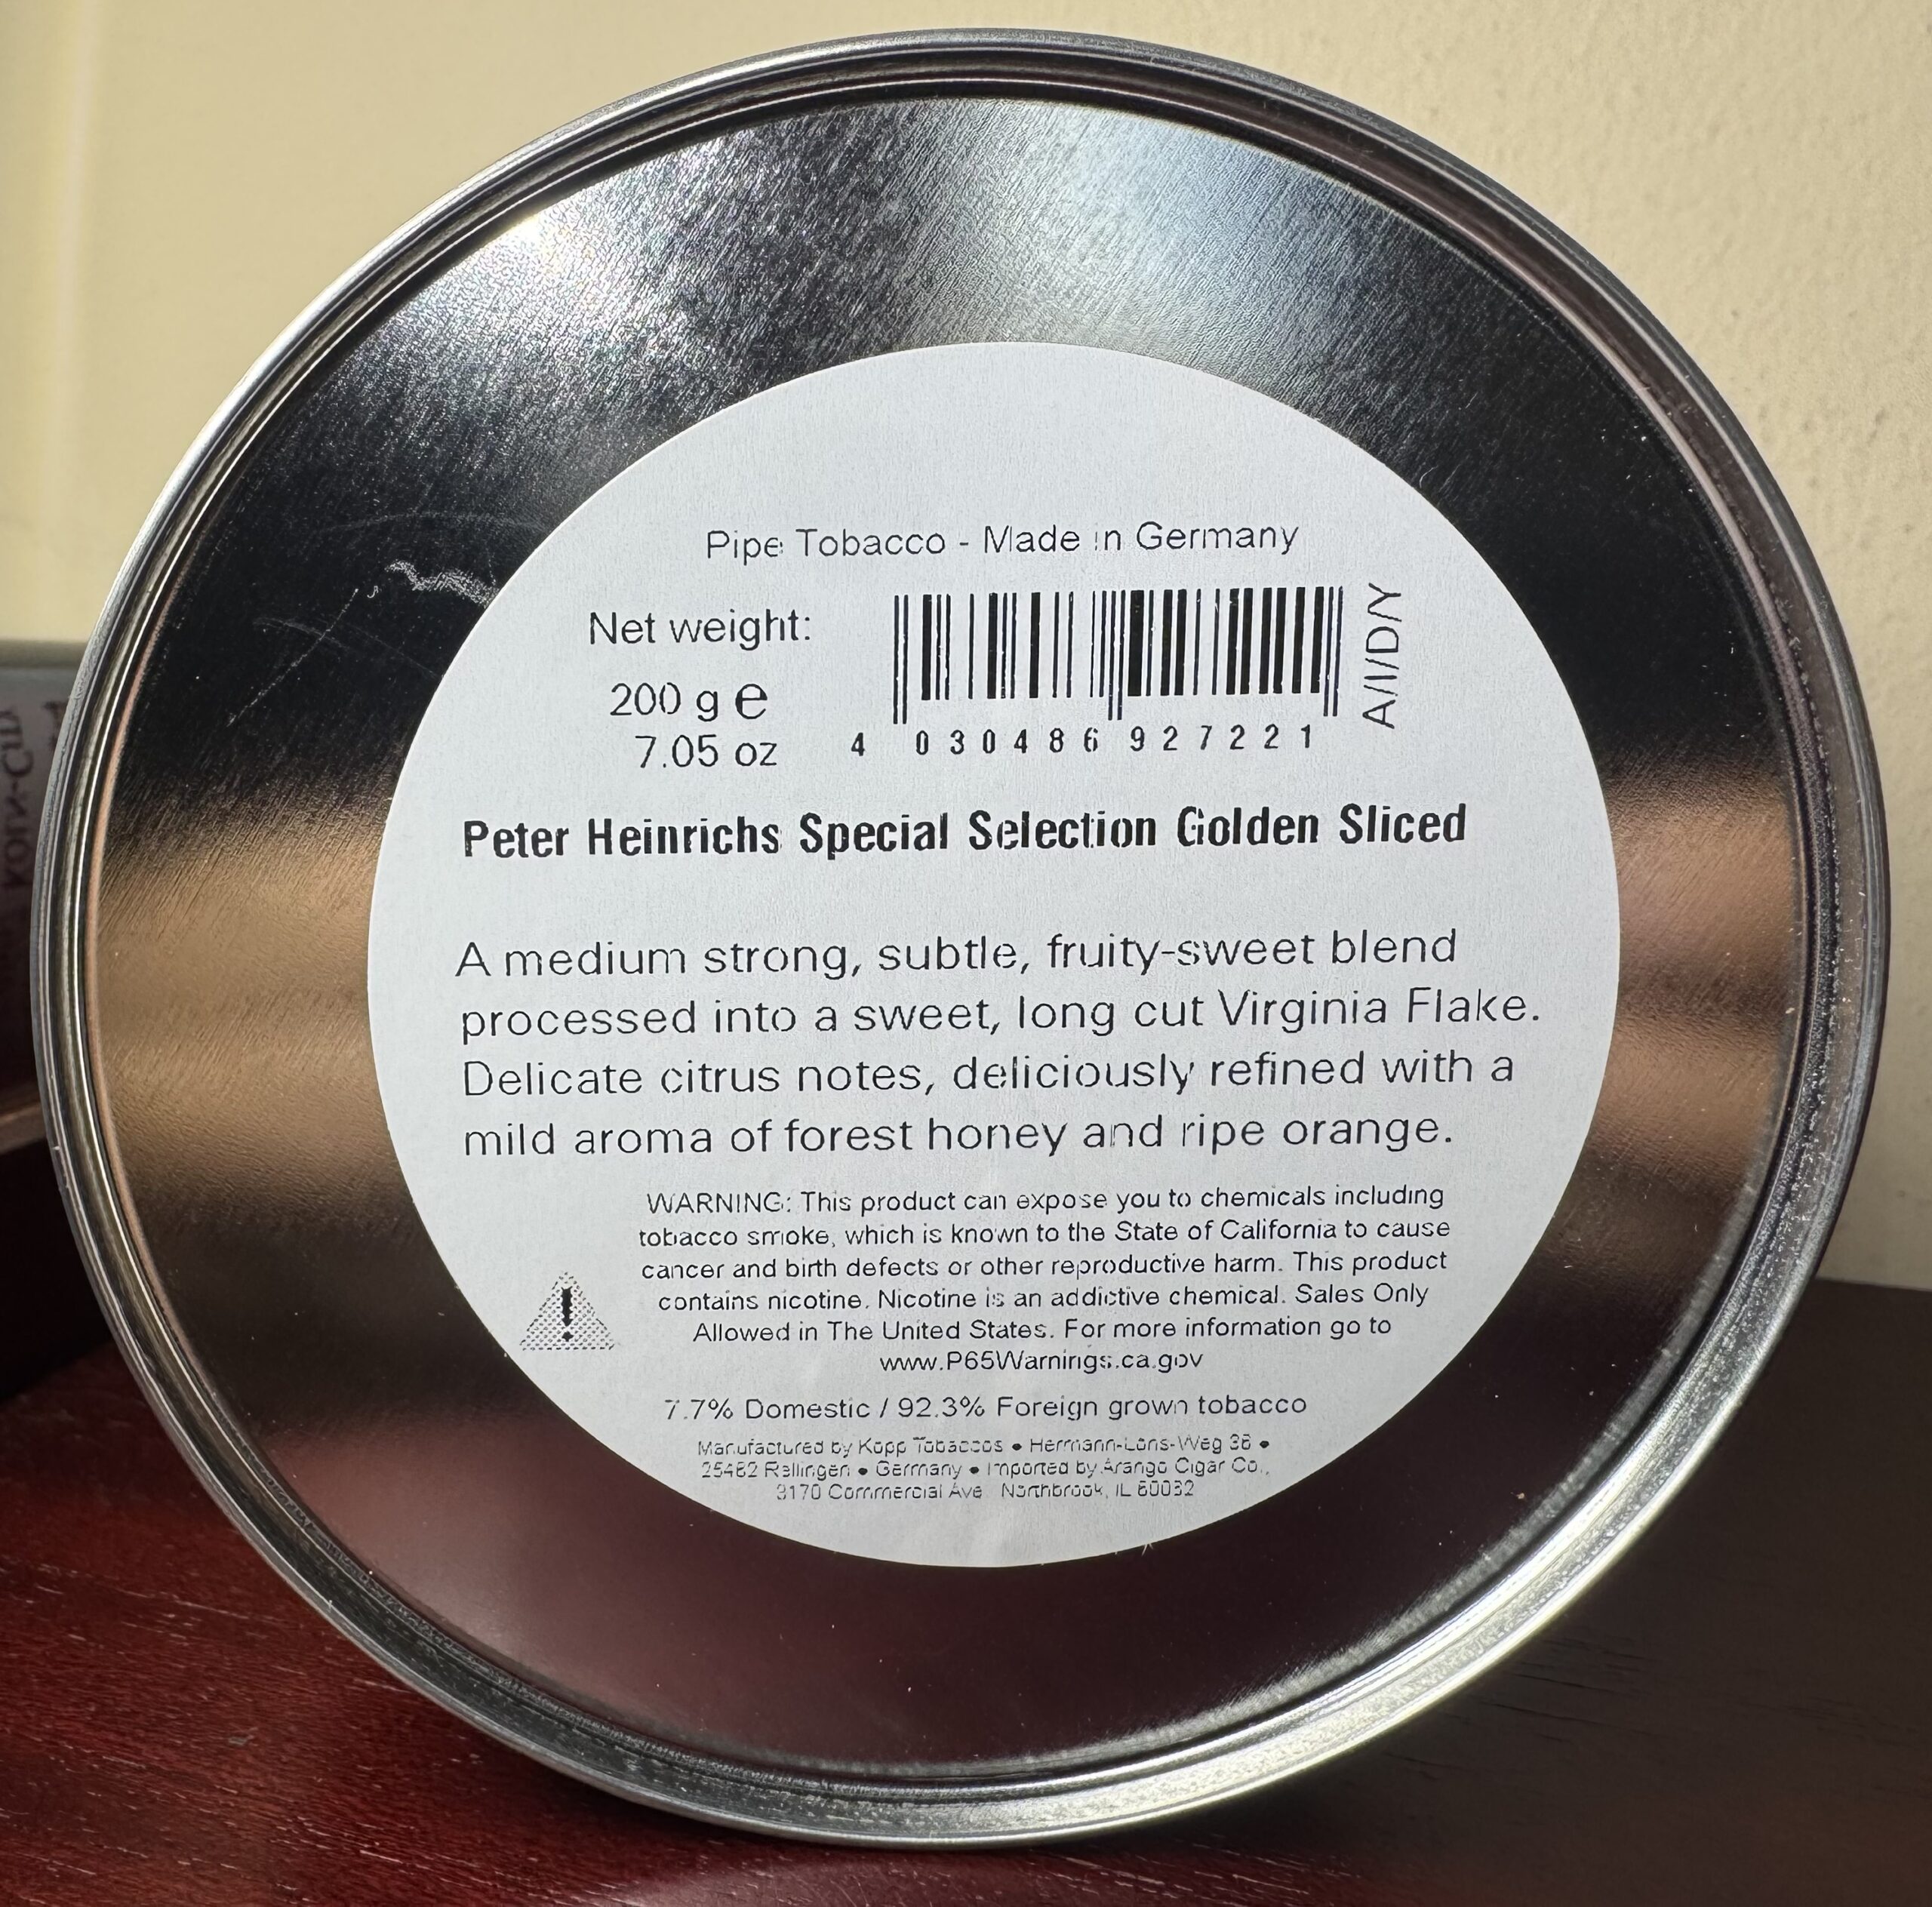 Pipe Tobacco - Made in Germany
Net weight:
200 g e
7.05 oz
A/I/D/Y
4 030486 927221
Peter Heinrichs Special Selection Golden Sliced
A medium strong, subtle, fruity-sweet blend
processed into a sweet, long cut Virginia Flake.
Delicate citrus notes, deliciously refined with a
mild aroma of forest honey and ripe orange.
WARNING: This product can expose you to chemicals including
tobacco smoke, which is known to the State of California to cause
cancer and birth defects or other reproductive harm. This product
contains nicotine. Nicotine is an addictive chemical. Sales Only
Allowed in The United States. For more information go to
www.P65Warnings.ca.gov
7.7% Domestic / 92.3% Foreign grown tobacco
Manufactured by Kopp Tobaccos • Hermann-Löns-Weg 36 •
25462 Rellingen • Germany • Imported by Arango Cigar Co.,
3170 Commercial Ave Northbrook, IL 60062